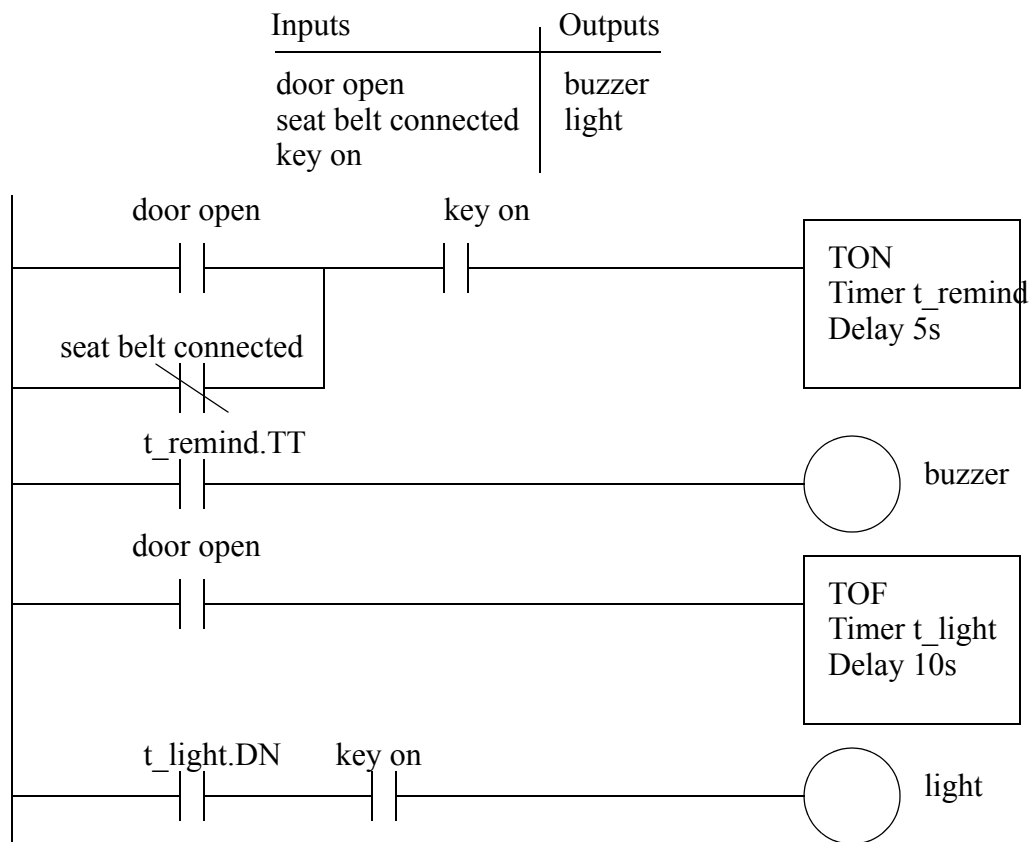 Inputs Outputs
door open buzzer
seat belt connected light
key on
door open key on
TON
Timer t_remind
Delay 5s
seat belt connected
t_remind.TT
buzzer
door open
TOF
Timer t_light
Delay 10s
t_light.DN key on
light